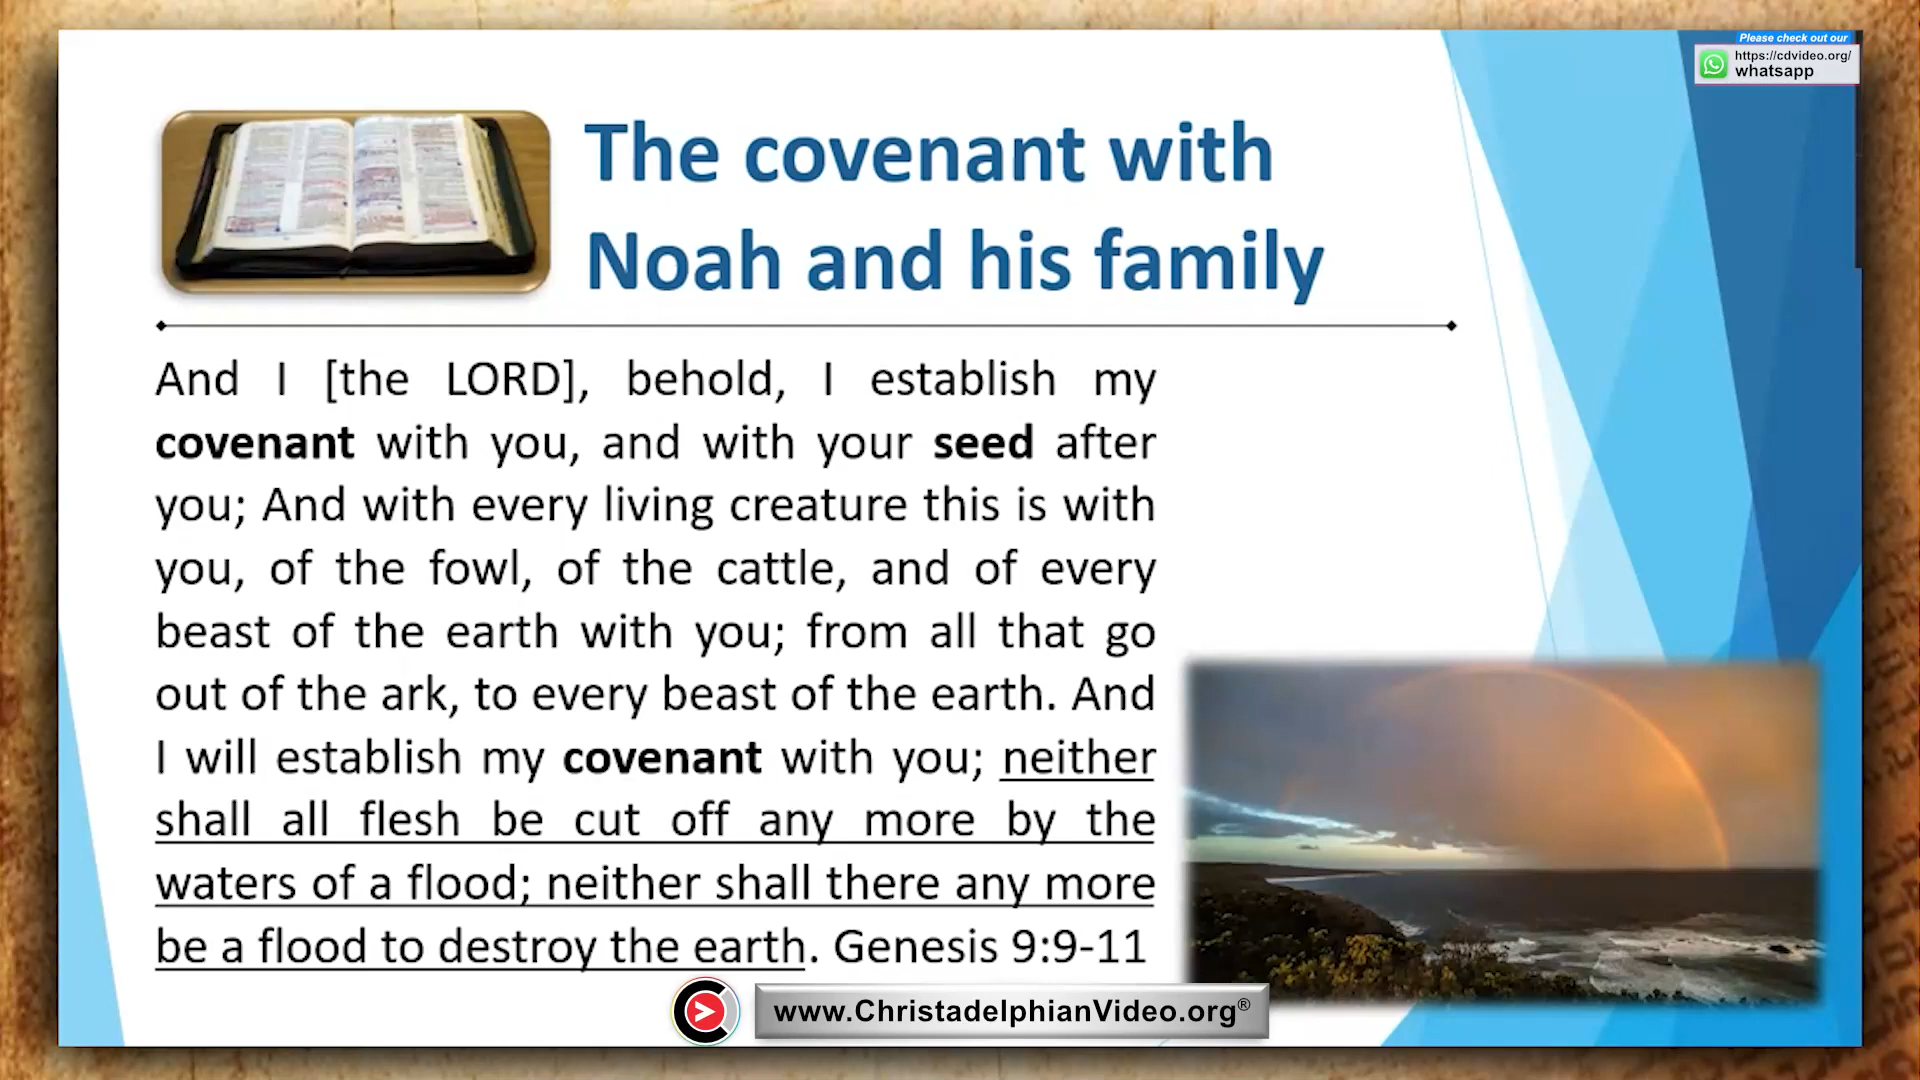 Please check out our
https://cdvideo.org/
whatsapp
The covenant with
Noah and his family
And I [the LORD], behold, I establish my
covenant with you, and with your seed after
you; And with every living creature this is with
you, of the fowl, of the cattle, and of every
beast of the earth with you; from all that go
out of the ark, to every beast of the earth. And
I will establish my covenant with you; neither
shall all flesh be cut off any more by the
waters of a flood; neither shall there any more
be a flood to destroy the earth. Genesis 9:9-11
www.ChristadelphianVideo.org®